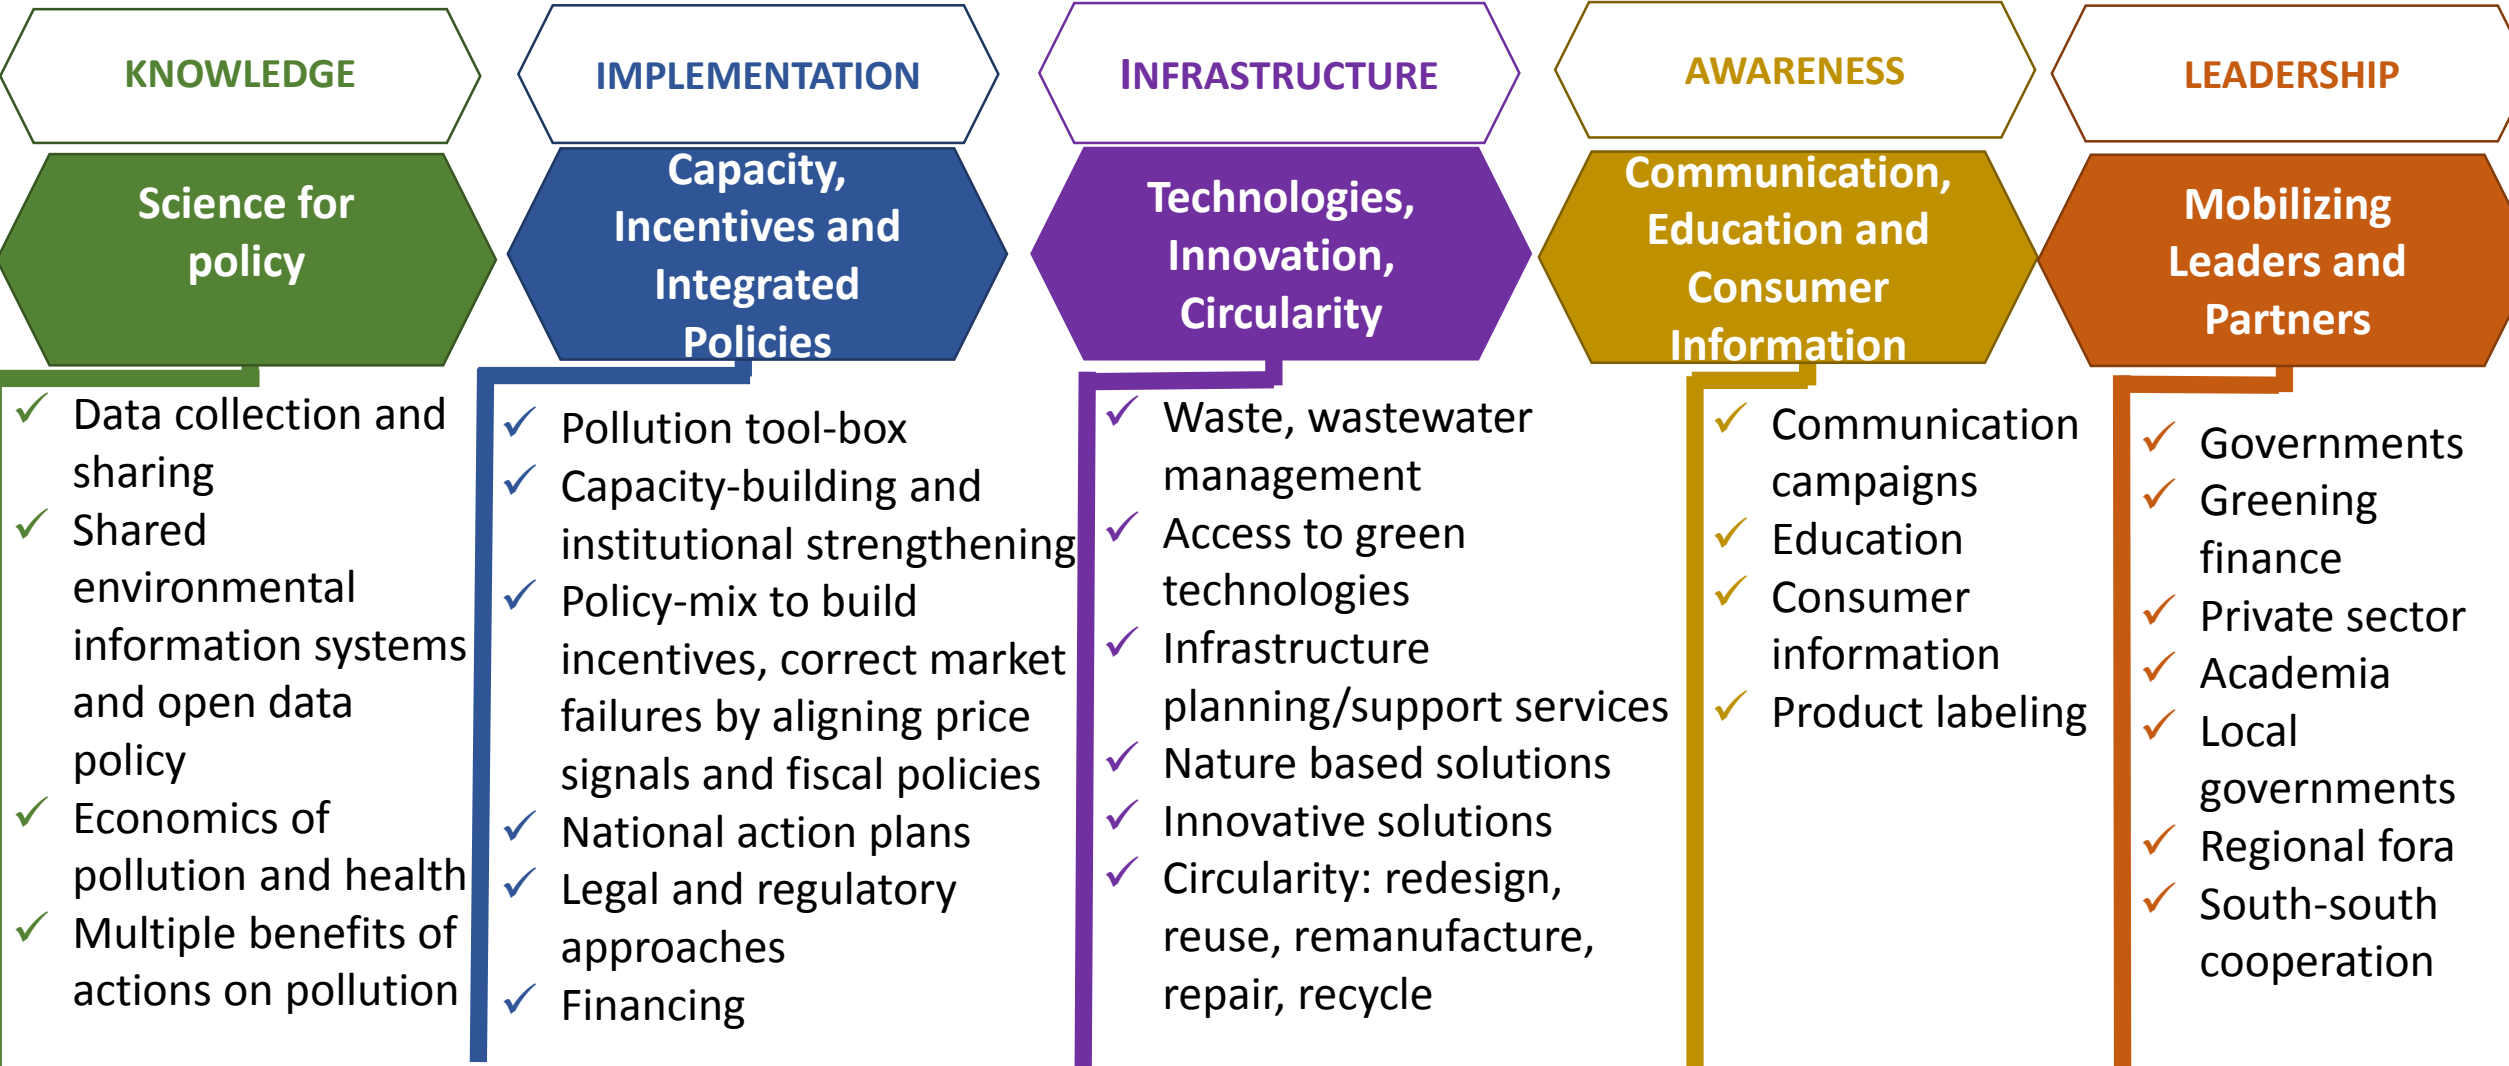 KNOWLEDGE
Science for
policy
Data collection and
sharing
Shared
environmental
information systems
and open data
policy
Economics of
pollution and health
Multiple benefits of
actions on pollution
IMPLEMENTATION
Capacity,
Incentives and
Integrated
Policies
Pollution tool-box
Capacity-building and
institutional strengthening
Policy-mix to build
incentives, correct market
failures by aligning price
signals and fiscal policies
National action plans
Legal and regulatory
approaches
Financing
INFRASTRUCTURE
Technologies,
Innovation,
Circularity
Waste, wastewater
management
Access to green
technologies
Infrastructure
planning/support services
Nature based solutions
Innovative solutions
Circularity: redesign,
reuse, remanufacture,
repair, recycle
AWARENESS
Communication,
Education and
Consumer
Information
Communication
campaigns
Education
Consumer
information
Product labeling
LEADERSHIP
Mobilizing
Leaders and
Partners
Governments
Greening
finance
Private sector
Academia
Local
governments
Regional fora
South-south
cooperation